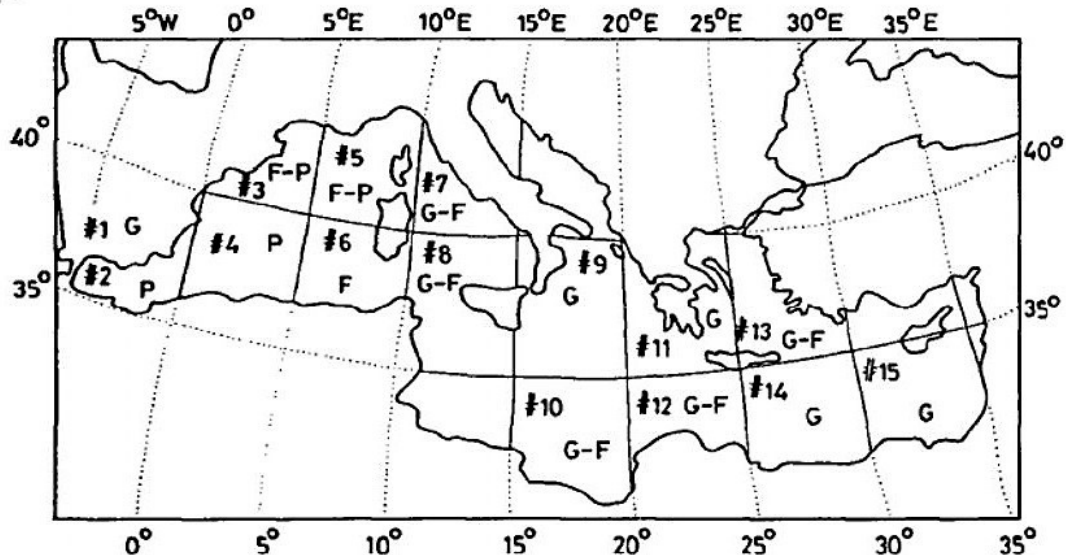 5°W 0° 5°E 10°E 15°E 20°E 25°E 30°E 35°E
40° 40°
#5
#3 F-P
F-P #7
G-F
#1 G
#4 P #6 #8 #9
#2 P F G-F G
35° 35°
G #13 G-F
#11
#15
#10 #12 G-F #14
G G
G-F
0° 5° 10° 15° 20° 25° 30° 35°